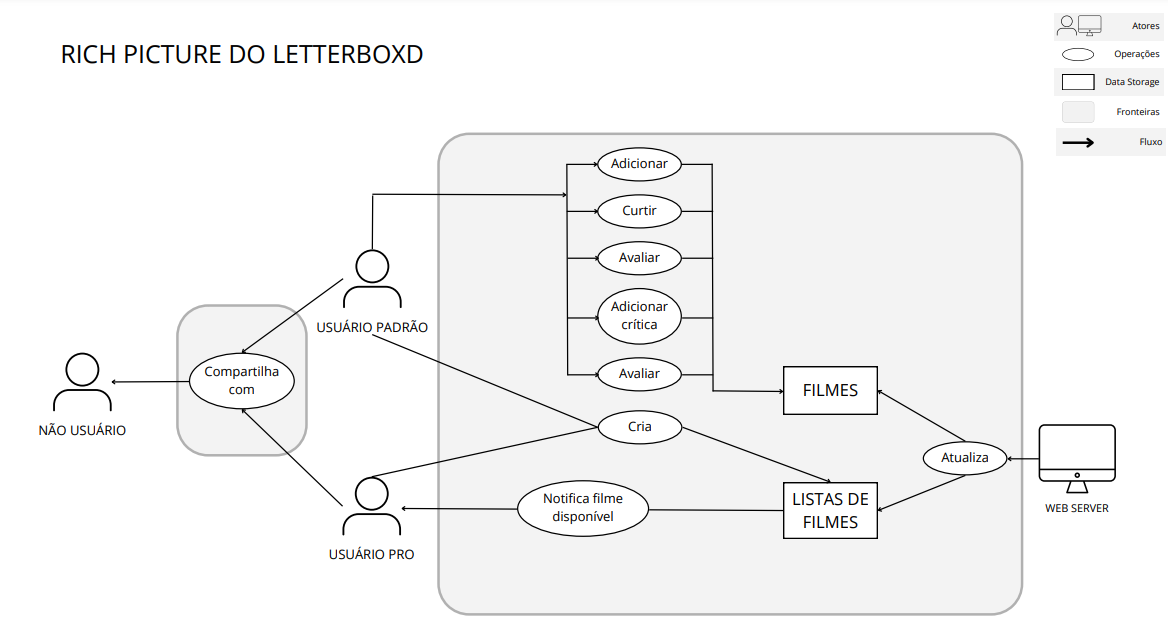 RICH PICTURE DO LETTERBOXD
Atores
Operações
Data Storage
Fronteiras
Fluxo
Adicionar
Curtir
Avaliar
Adicionar
crítica
Avaliar
USUÁRIO PADRÃO
Compartilha
com
NÃO USUÁRIO
FILMES
Cria
Atualiza
LISTAS DE
FILMES
Notifica filme
disponível
WEB SERVER
USUÁRIO PRO